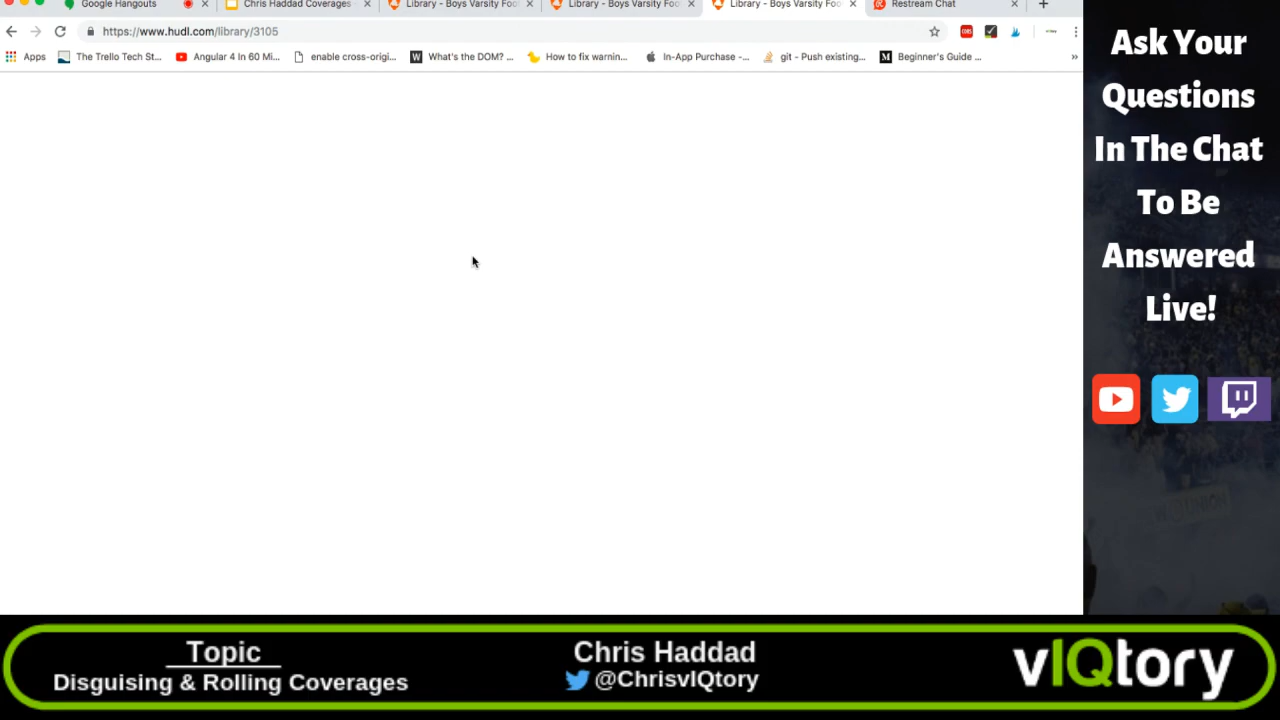 Google Hangouts
Chris Haddad Coverages
Library - Boys Varsity Foo
Library - Boys Varsity Foo
Library - Boys Varsity Foo
Restream Chat
https://www.hudl.com/library/3105
Apps
The Trello Tech St...
Angular 4 In 60 Mi...
enable cross-origi...
What's the DOM? ...
How to fix warnin...
In-App Purchase -...
git - Push existing...
Beginner's Guide ...
»
Ask Your
Questions
In The Chat
To Be
Answered
Live!
Topic
Disguising & Rolling Coverages
Chris Haddad
@ChrisvIQtory
vIQtory